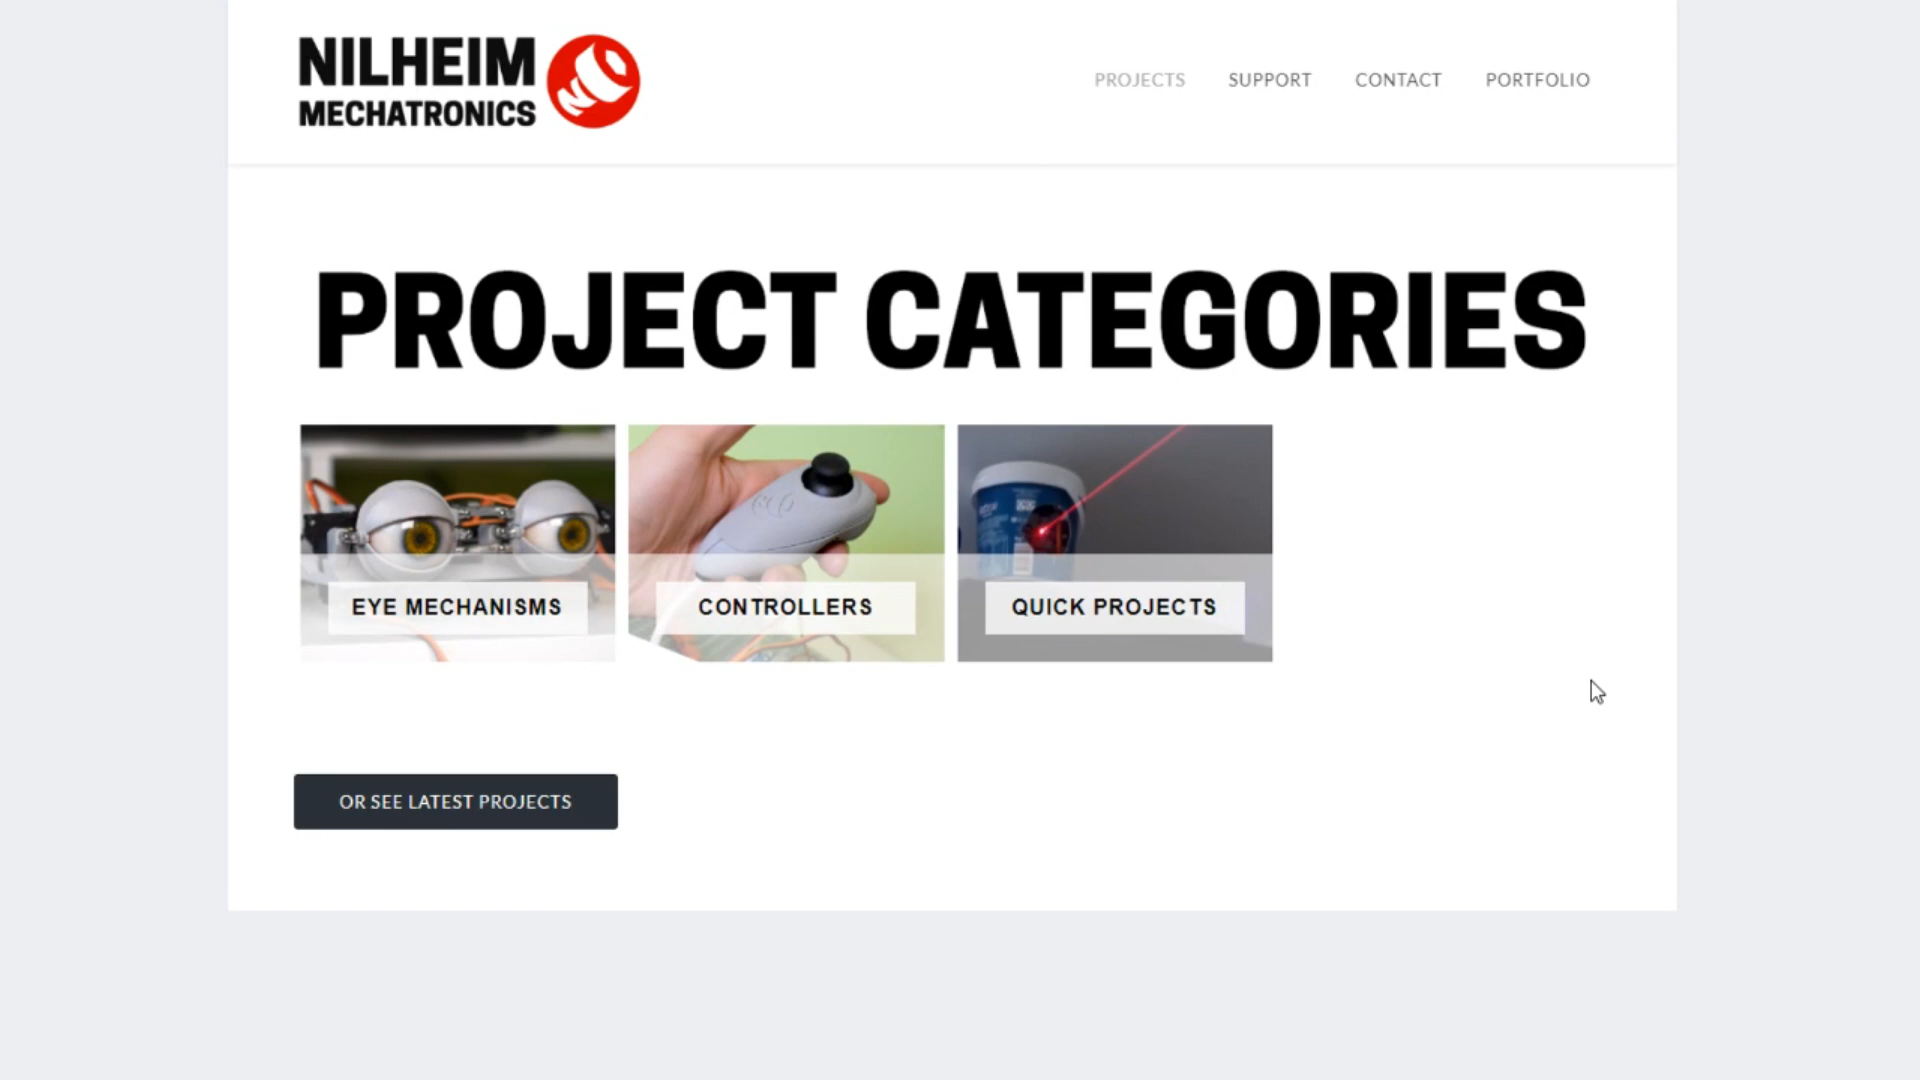 NILHEIM
MECHATRONICS
PROJECTS SUPPORT CONTACT PORTFOLIO
PROJECT CATEGORIES
EYE MECHANISMS CONTROLLERS QUICK PROJECTS
OR SEE LATEST PROJECTS